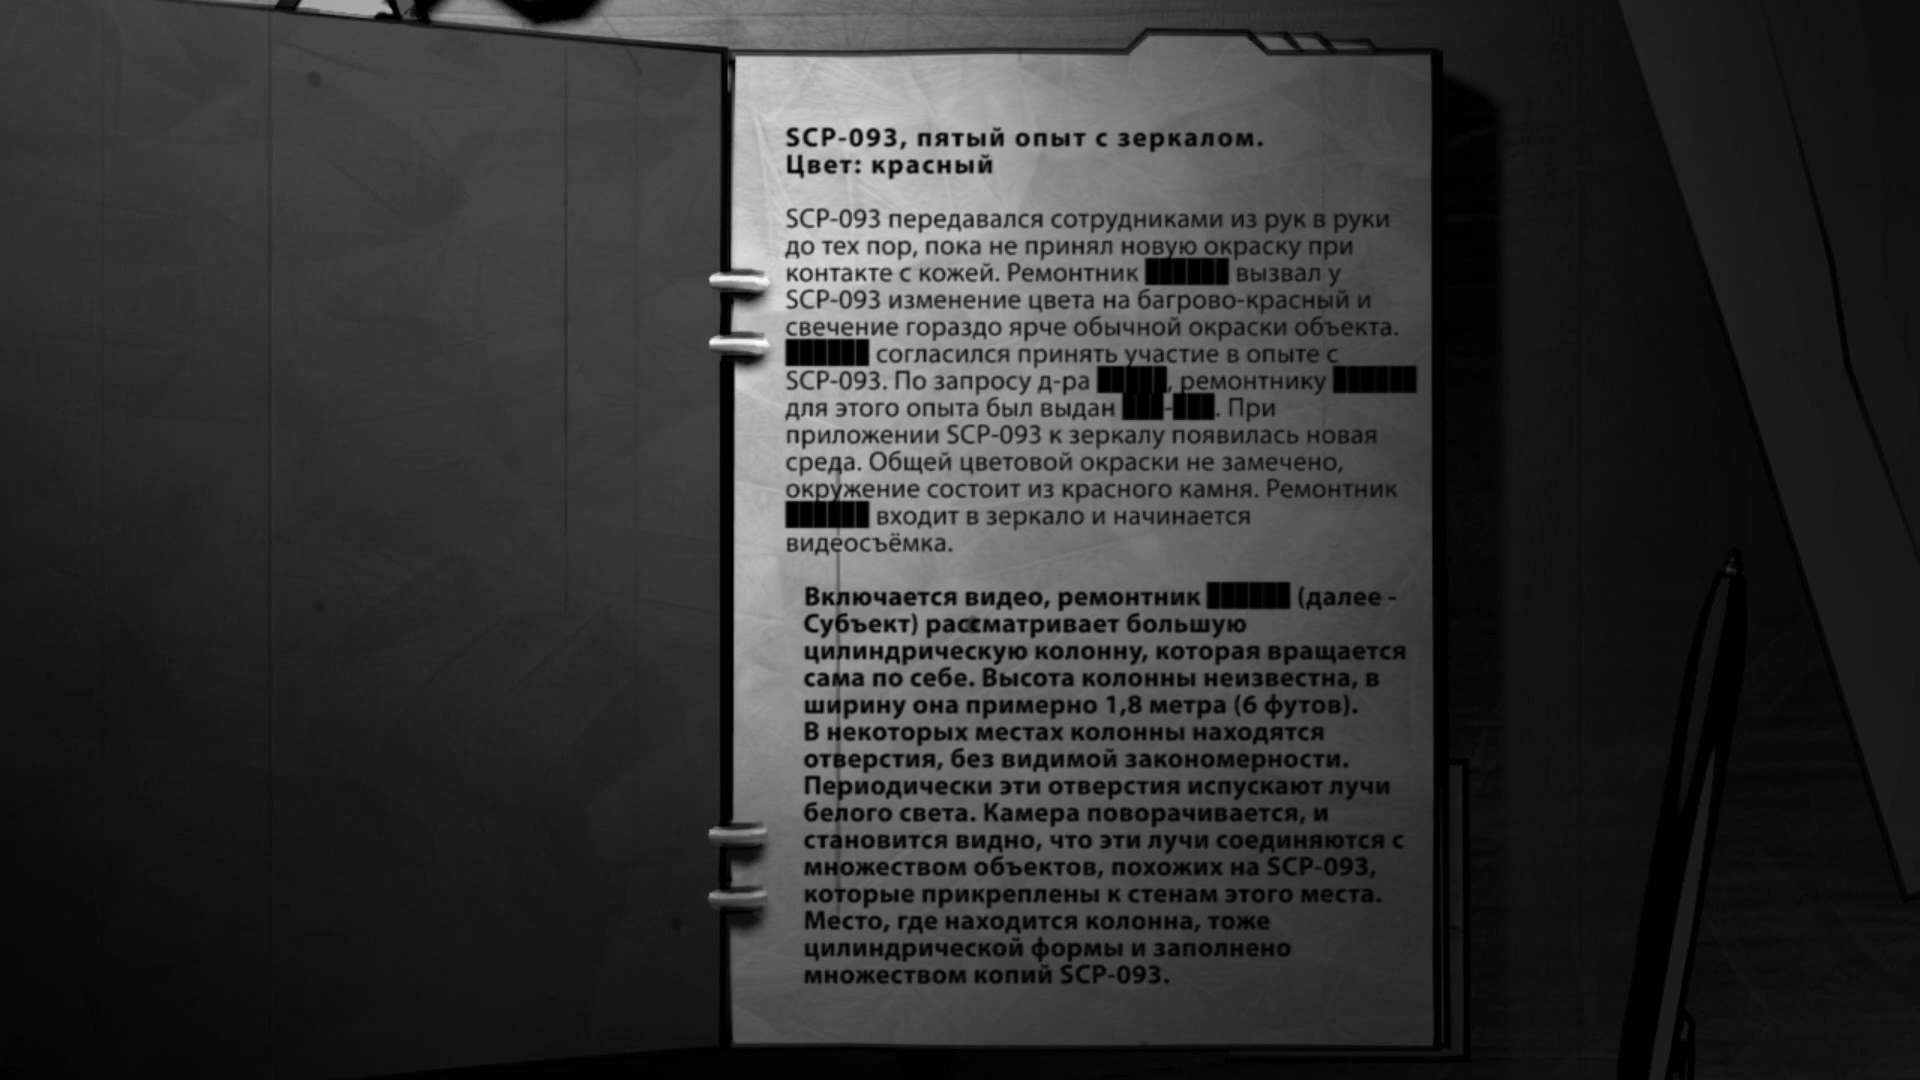 SCP-093, пятый опыт с зеркалом.
Цвет: красный
SCP-093 передавался сотрудниками из рук в руки
до тех пор, пока не принял новую окраску при
контакте с кожей. Ремонтник ██████ вызвал у
SCP-093 изменение цвета на багрово-красный и
свечение гораздо ярче обычной окраски объекта.
██████ согласился принять участие в опыте с
SCP-093. По запросу д-ра █████, ремонтнику ██████
для этого опыта был выдан ███-███. При
приложении SCP-093 к зеркалу появилась новая
среда. Общей цветовой окраски не замечено,
окружение состоит из красного камня. Ремонтник
██████ входит в зеркало и начинается
видеосъёмка.
Включается видео, ремонтник ██████ (далее -
Субъект) рассматривает большую
цилиндрическую колонну, которая вращается
сама по себе. Высота колонны неизвестна, в
ширину она примерно 1,8 метра (6 футов).
В некоторых местах колонны находятся
отверстия, без видимой закономерности.
Периодически эти отверстия испускают лучи
белого света. Камера поворачивается, и
становится видно, что эти лучи соединяются с
множеством объектов, похожих на SCP-093,
которые прикреплены к стенам этого места.
Место, где находится колонна, тоже
цилиндрической формы и заполнено
множеством копий SCP-093.